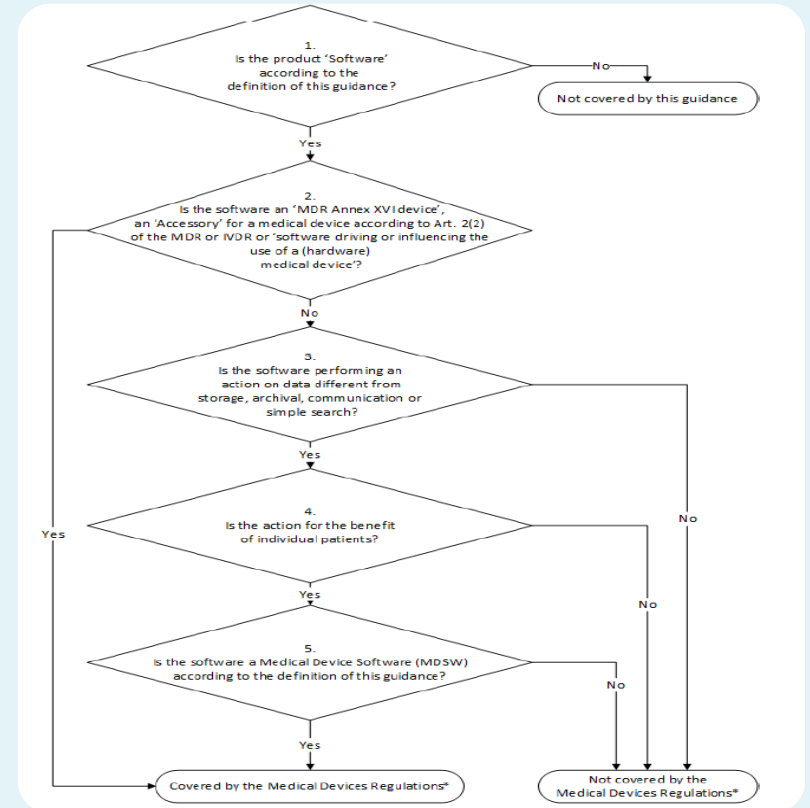 1.
Is the product ‘Software’
according to the
definition of this guidance?
No
Not covered by this guidance
Yes
2.
Is the software an ‘MDR Annex XVI device’,
an ‘Accessory’ for a medical device according to Art. 2(2)
of the MDR or IVDR or ‘software driving or influencing the
use of a (hardware)
medical device’?
No
3.
Is the software performing an
action on data different from
storage, archival, communication or
simple search?
Yes
4.
Is the action for the benefit
of individual patients?
No
Yes
Yes
No
5.
Is the software a Medical Device Software (MDSW)
according to the definition of this guidance?
No
Yes
Covered by the Medical Devices Regulations*
Not covered by the
Medical Devices Regulations*